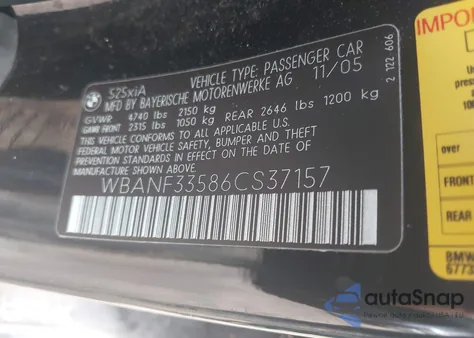 BMW
525xiA VEHICLE TYPE: PASSENGER CAR
MFD BY BAYERISCHE MOTORENWERKE AG 11/05
GVWR 4740 lbs 2150 kg
GAWR FRONT 2315 lbs 1050 kg REAR 2646 lbs 1200 kg
THIS VEHICLE CONFORMS TO ALL APPLICABLE U.S. FEDERAL
MOTOR VEHICLE SAFETY, BUMPER AND THEFT
PREVENTION STANDARDS IN EFFECT ON THE DATE OF
MANUFACTURE SHOWN ABOVE.
WBANF33586CS37157
2 122 606
IMPO
over
FRONT
REAR
BMW
6773
autoSnap